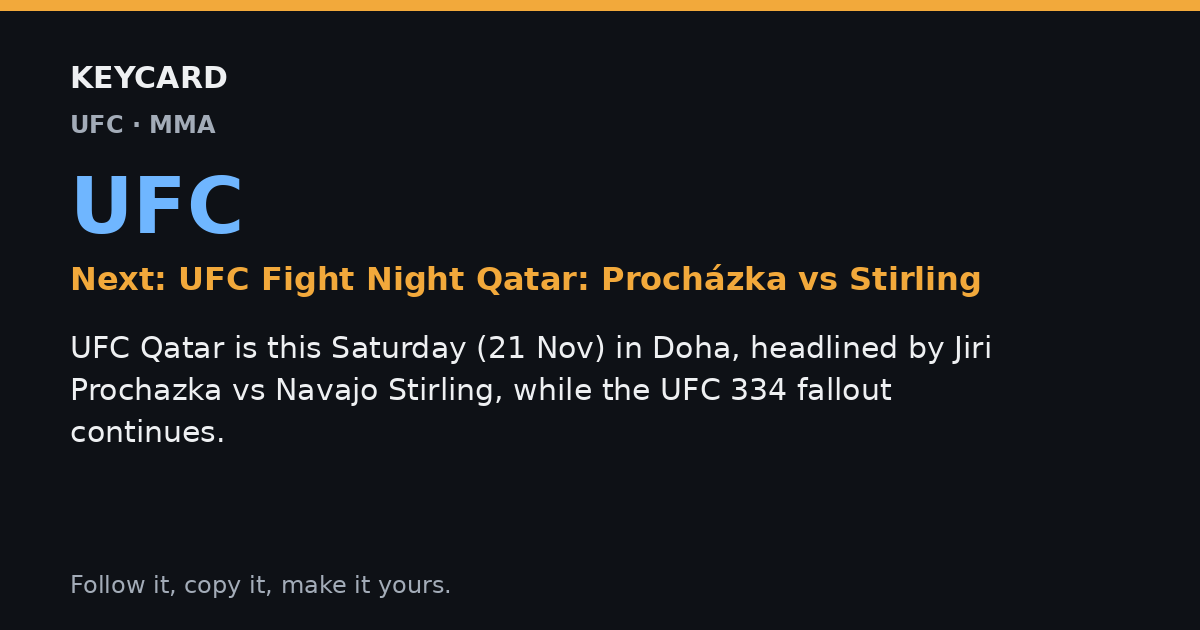 KEYCARD
UFC · MMA
UFC
Next: UFC Fight Night Qatar: Procházka vs Stirling
UFC Qatar is this Saturday (21 Nov) in Doha, headlined by Jiri
Prochazka vs Navajo Stirling, while the UFC 334 fallout
continues.
Follow it, copy it, make it yours.